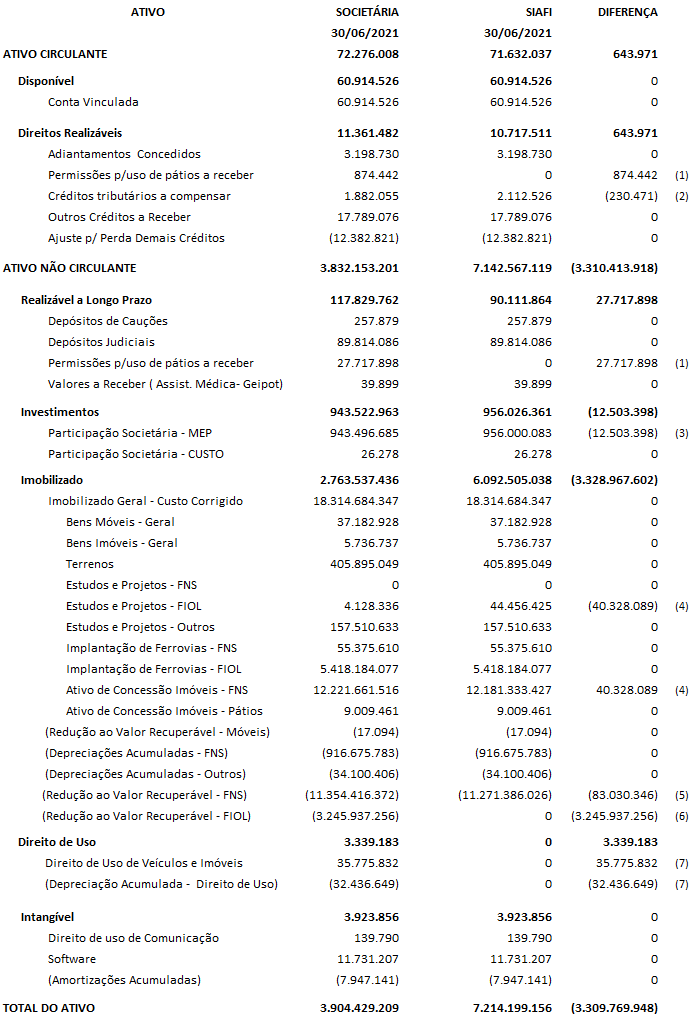 ATIVO SOCIETÁRIA SIAFI DIFERENÇA
30/06/2021 30/06/2021
ATIVO CIRCULANTE 72.276.008 71.632.037 643.971
Disponível 60.914.526 60.914.526 0
Conta Vinculada 60.914.526 60.914.526 0
Direitos Realizáveis 11.361.482 10.717.511 643.971
Adiantamentos Concedidos 3.198.730 3.198.730 0
Permissões p/uso de pátios a receber 874.442 0 874.442 (1)
Créditos tributários a compensar 1.882.055 2.112.526 (230.471) (2)
Outros Créditos a Receber 17.789.076 17.789.076 0
Ajuste p/ Perda Demais Créditos (12.382.821) (12.382.821) 0
ATIVO NÃO CIRCULANTE 3.832.153.201 7.142.567.119 (3.310.413.918)
Realizável a Longo Prazo 117.829.762 90.111.864 27.717.898
Depósitos de Cauções 257.879 257.879 0
Depósitos Judiciais 89.814.086 89.814.086 0
Permissões p/uso de pátios a receber 27.717.898 0 27.717.898 (1)
Valores a Receber ( Assist. Médica- Geipot) 39.899 39.899 0
Investimentos 943.522.963 956.026.361 (12.503.398)
Participação Societária - MEP 943.496.685 956.000.083 (12.503.398) (3)
Participação Societária - CUSTO 26.278 26.278 0
Imobilizado 2.763.537.436 6.092.505.038 (3.328.967.602)
Imobilizado Geral - Custo Corrigido 18.314.684.347 18.314.684.347 0
Bens Móveis - Geral 37.182.928 37.182.928 0
Bens Imóveis - Geral 5.736.737 5.736.737 0
Terrenos 405.895.049 405.895.049 0
Estudos e Projetos - FNS 0 0 0
Estudos e Projetos - FIOL 4.128.336 44.456.425 (40.328.089) (4)
Estudos e Projetos - Outros 157.510.633 157.510.633 0
Implantação de Ferrovias - FNS 55.375.610 55.375.610 0
Implantação de Ferrovias - FIOL 5.418.184.077 5.418.184.077 0
Ativo de Concessão Imóveis - FNS 12.221.661.516 12.181.333.427 40.328.089 (4)
Ativo de Concessão Imóveis - Pátios 9.009.461 9.009.461 0
(Redução ao Valor Recuperável - Móveis) (17.094) (17.094) 0
(Depreciações Acumuladas - FNS) (916.675.783) (916.675.783) 0
(Depreciações Acumuladas - Outros) (34.100.406) (34.100.406) 0
(Redução ao Valor Recuperável - FNS) (11.354.416.372) (11.271.386.026) (83.030.346) (5)
(Redução ao Valor Recuperável - FIOL) (3.245.937.256) 0 (3.245.937.256) (6)
Direito de Uso 3.339.183 0 3.339.183
Direito de Uso de Veículos e Imóveis 35.775.832 0 35.775.832 (7)
(Depreciação Acumulada - Direito de Uso) (32.436.649) 0 (32.436.649) (7)
Intangível 3.923.856 3.923.856 0
Direito de uso de Comunicação 139.790 139.790 0
Software 11.731.207 11.731.207 0
(Amortizações Acumuladas) (7.947.141) (7.947.141) 0
TOTAL DO ATIVO 3.904.429.209 7.214.199.156 (3.309.769.948)